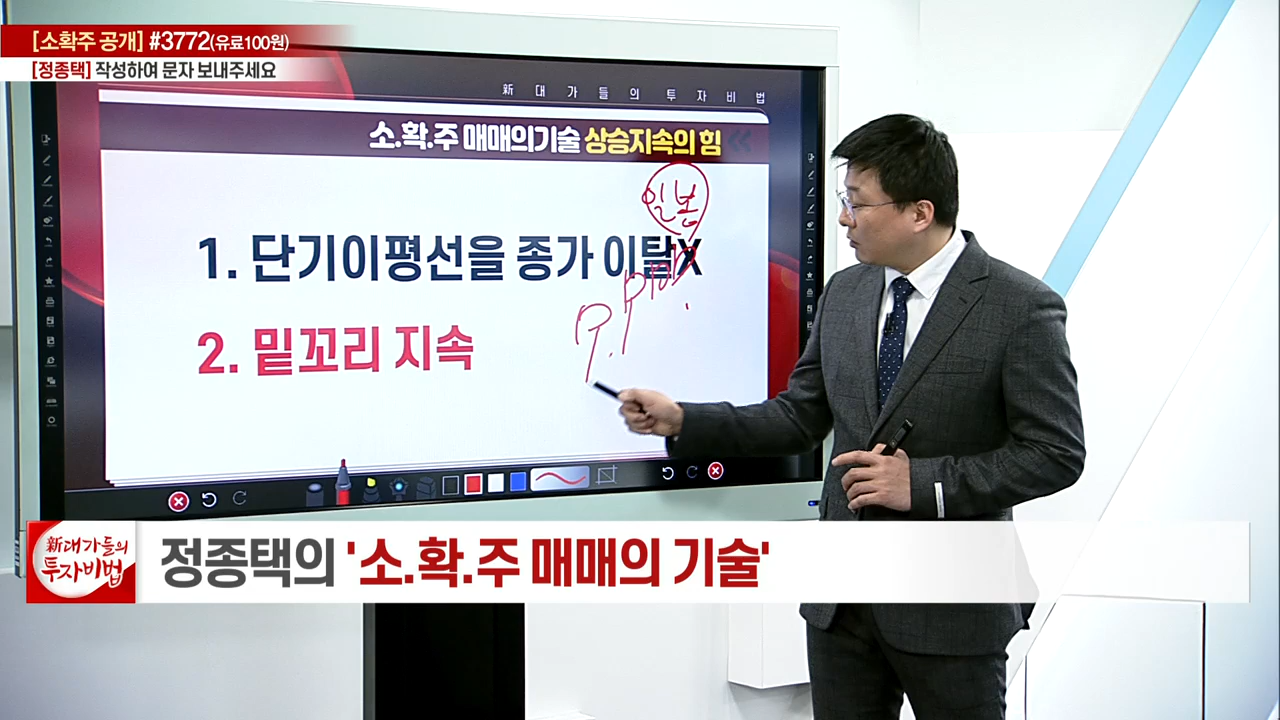 [소확주 공개] #3772(유료100원)
[정종택] 작성하여 문자 보내주세요
新 대가들의 투자비법
소.확.주 매매의기술 상승지속의 힘
일봉
1. 단기이평선을 종가 이탈X
2. 밑꼬리 지속
新대가들의
투자비법
정종택의 '소.확.주 매매의 기술'